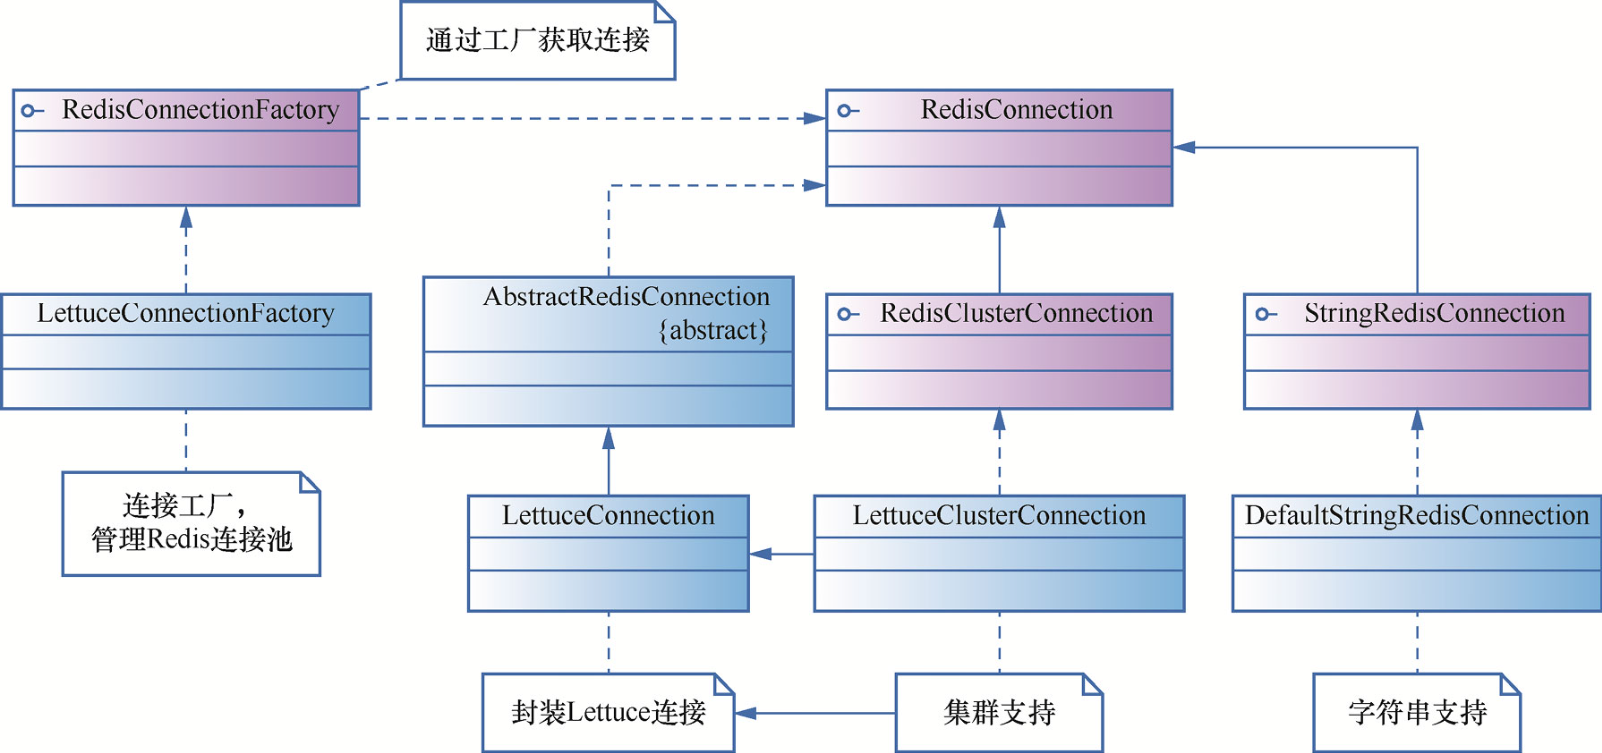 通过工厂获取连接
RedisConnectionFactory
RedisConnection
LettuceConnectionFactory
AbstractRedisConnection
{abstract}
RedisClusterConnection
StringRedisConnection
连接工厂，
管理Redis连接池
LettuceConnection
LettuceClusterConnection
DefaultStringRedisConnection
封装Lettuce连接
集群支持
字符串支持